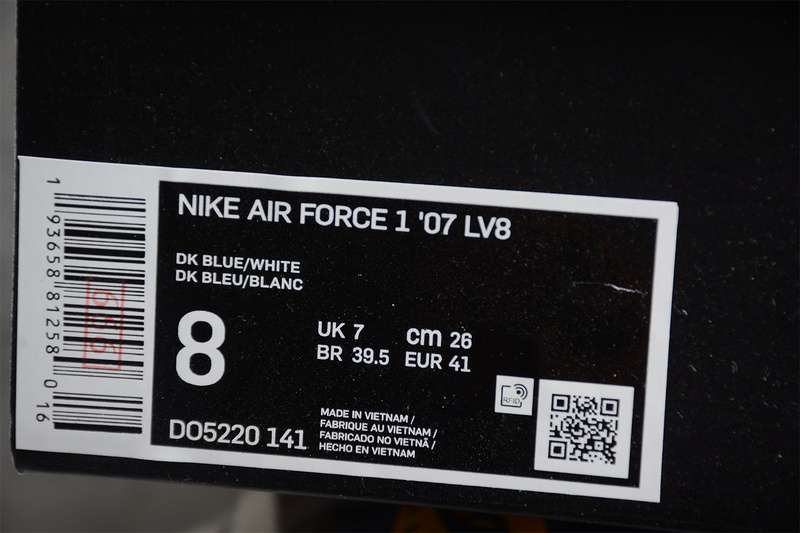 NIKE AIR FORCE 1 '07 LV8
DK BLUE/WHITE
DK BLEU/BLANC
8
UK 7 cm 26
BR 39.5 EUR 41
DO5220 141
MADE IN VIETNAM /
FABRIQUE AU VIETNAM /
FABRICADO NO VIETNÃ /
HECHO EN VIETNAM
RFID
1 93658 81258 0 16